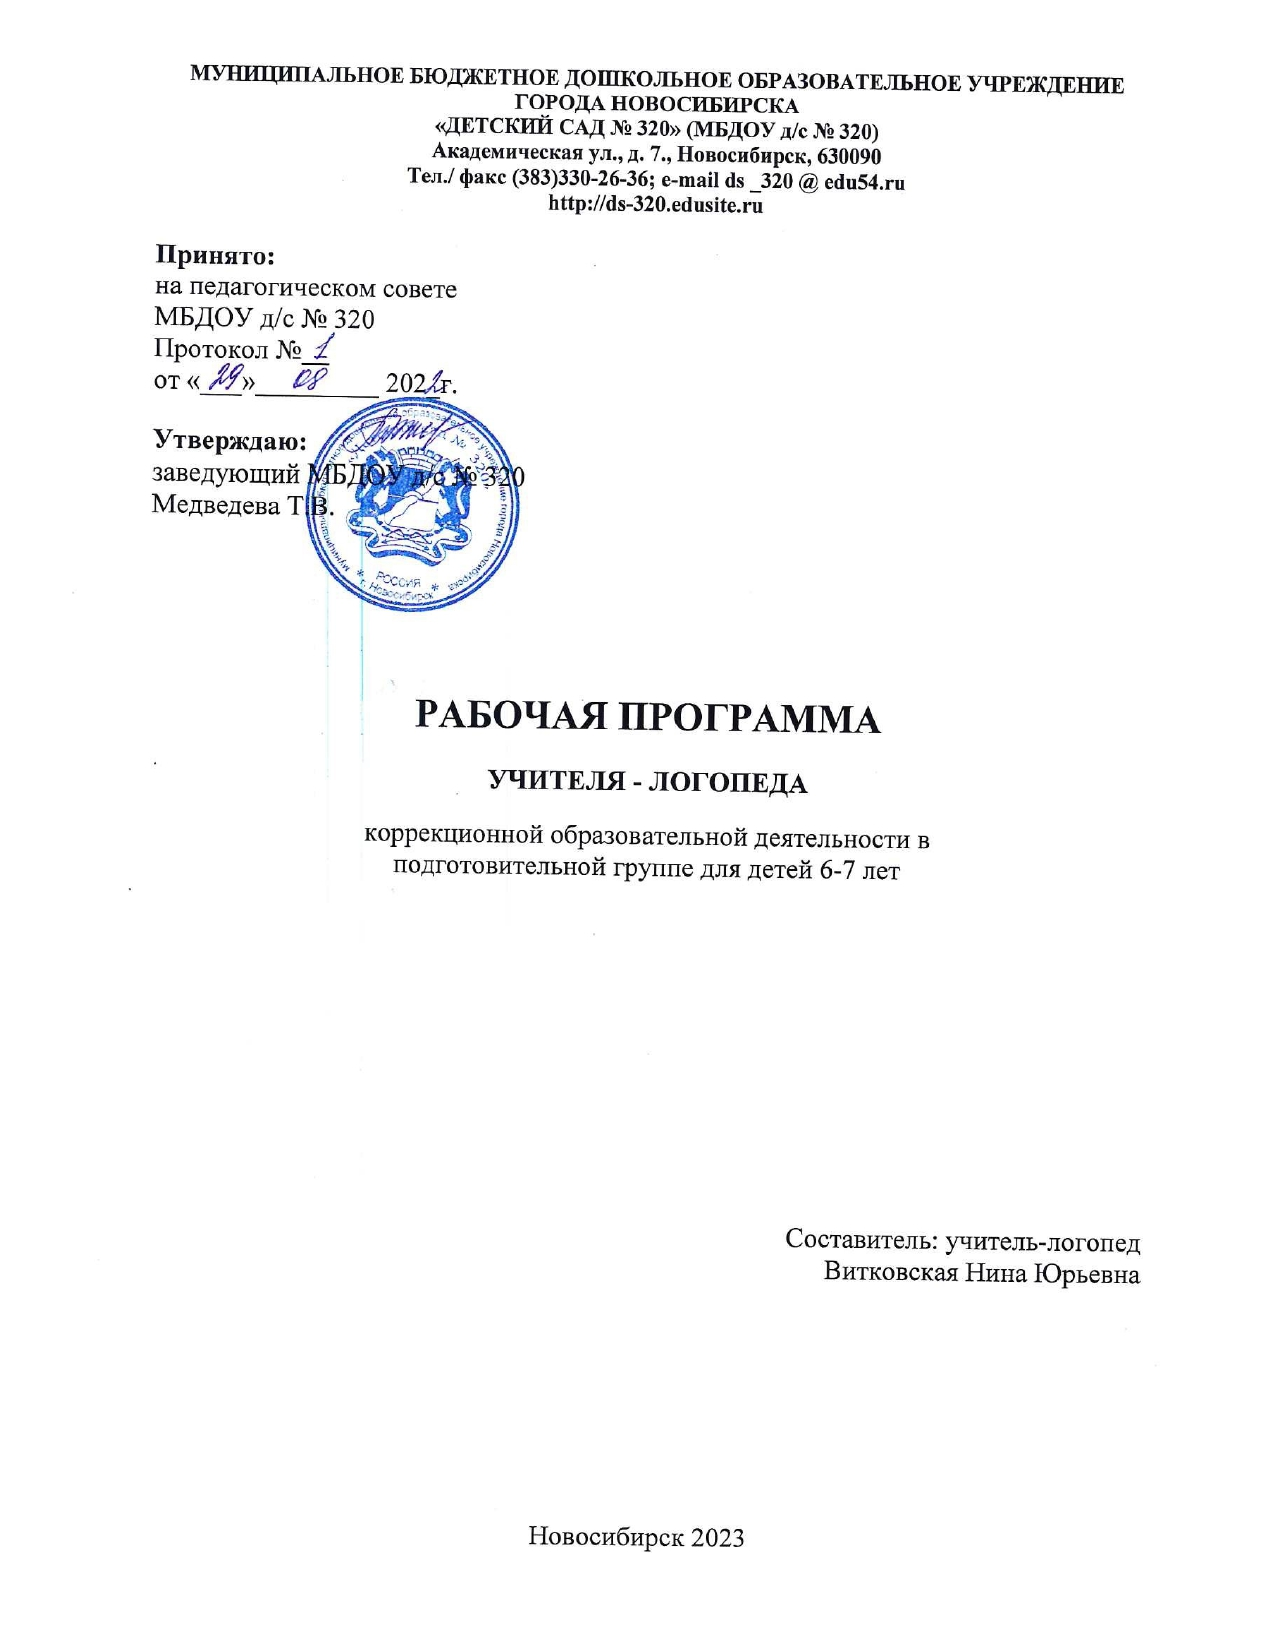 МУНИЦИПАЛЬНОЕ БЮДЖЕТНОЕ ДОШКОЛЬНОЕ ОБРАЗОВАТЕЛЬНОЕ УЧРЕЖДЕНИЕ
ГОРОДА НОВОСИБИРСКА
«ДЕТСКИЙ САД № 320» (МБДОУ д/с № 320)
Академическая ул., д. 7., Новосибирск, 630090
Тел./ факс (383)330-26-36; e-mail ds _320 @ edu54.ru
http://ds-320.edusite.ru
Принято:
на педагогическом совете
МБДОУ д/с № 320
Протокол № 1
от «29» 08 2022г.
Утверждаю:
заведующий МБДОУ д/с № 320
Медведева Т.В.
РОССИЯ
г. Новосибирск
РАБОЧАЯ ПРОГРАММА
УЧИТЕЛЯ - ЛОГОПЕДА
коррекционной образовательной деятельности в
подготовительной группе для детей 6-7 лет
Составитель: учитель-логопед
Витковская Нина Юрьевна
Новосибирск 2023